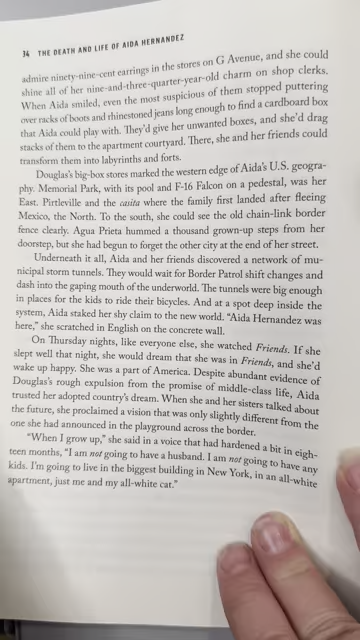 34 THE DEATH AND LIFE OF AIDA HERNANDEZ
admire ninety-nine-cent earrings in the stores on G Avenue, and she could
shine all of her nine-and-three-quarter-year-old charm on shop clerks.
When Aida smiled, even the most suspicious of them stopped puttering
over racks of boots and rhinestoned jeans long enough to find a cardboard box
that Aida could play with. They'd give her unwanted boxes, and she'd drag
stacks of them to the apartment courtyard. There, she and her friends could
transform them into labyrinths and forts.
Douglas's big-box stores marked the western edge of Aida's U.S. geogra-
phy. Memorial Park, with its pool and F-16 Falcon on a pedestal, was her
East. Pirtleville and the casita where the family first landed after fleeing
Mexico, the North. To the south, she could see the old chain-link border
fence clearly. Agua Prieta hummed a thousand grown-up steps from her
doorstep, but she had begun to forget the other city at the end of her street.
Underneath it all, Aida and her friends discovered a network of mu-
nicipal storm tunnels. They would wait for Border Patrol shift changes and
dash into the gaping mouth of the underworld. The tunnels were big enough
in places for the kids to ride their bicycles. And at a spot deep inside the
system, Aida staked her shy claim to the new world. "Aida Hernandez was
here," she scratched in English on the concrete wall.
On Thursday nights, like everyone else, she watched Friends. If she
slept well that night, she would dream that she was in Friends, and she'd
wake up happy. She was a part of America. Despite abundant evidence of
Douglas's rough expulsion from the promise of middle-class life, Aida
trusted her adopted country's dream. When she and her sisters talked about
the future, she proclaimed a vision that was only slightly different from the
one she had announced in the playground across the border.
"When I grow up," she said in a voice that had hardened a bit in eigh-
teen months, "I am not going to have a husband. I am not going to have any
kids. I'm going to live in the biggest building in New York, in an all-white
apartment, just me and my all-white cat."